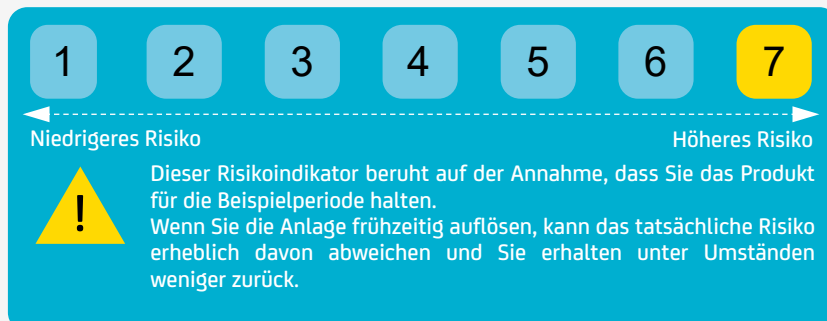 1 2 3 4 5 6 7
Niedrigeres Risiko Höheres Risiko
!
Dieser Risikoindikator beruht auf der Annahme, dass Sie das Produkt
für die Beispielperiode halten.
Wenn Sie die Anlage frühzeitig auflösen, kann das tatsächliche Risiko
erheblich davon abweichen und Sie erhalten unter Umständen
weniger zurück.